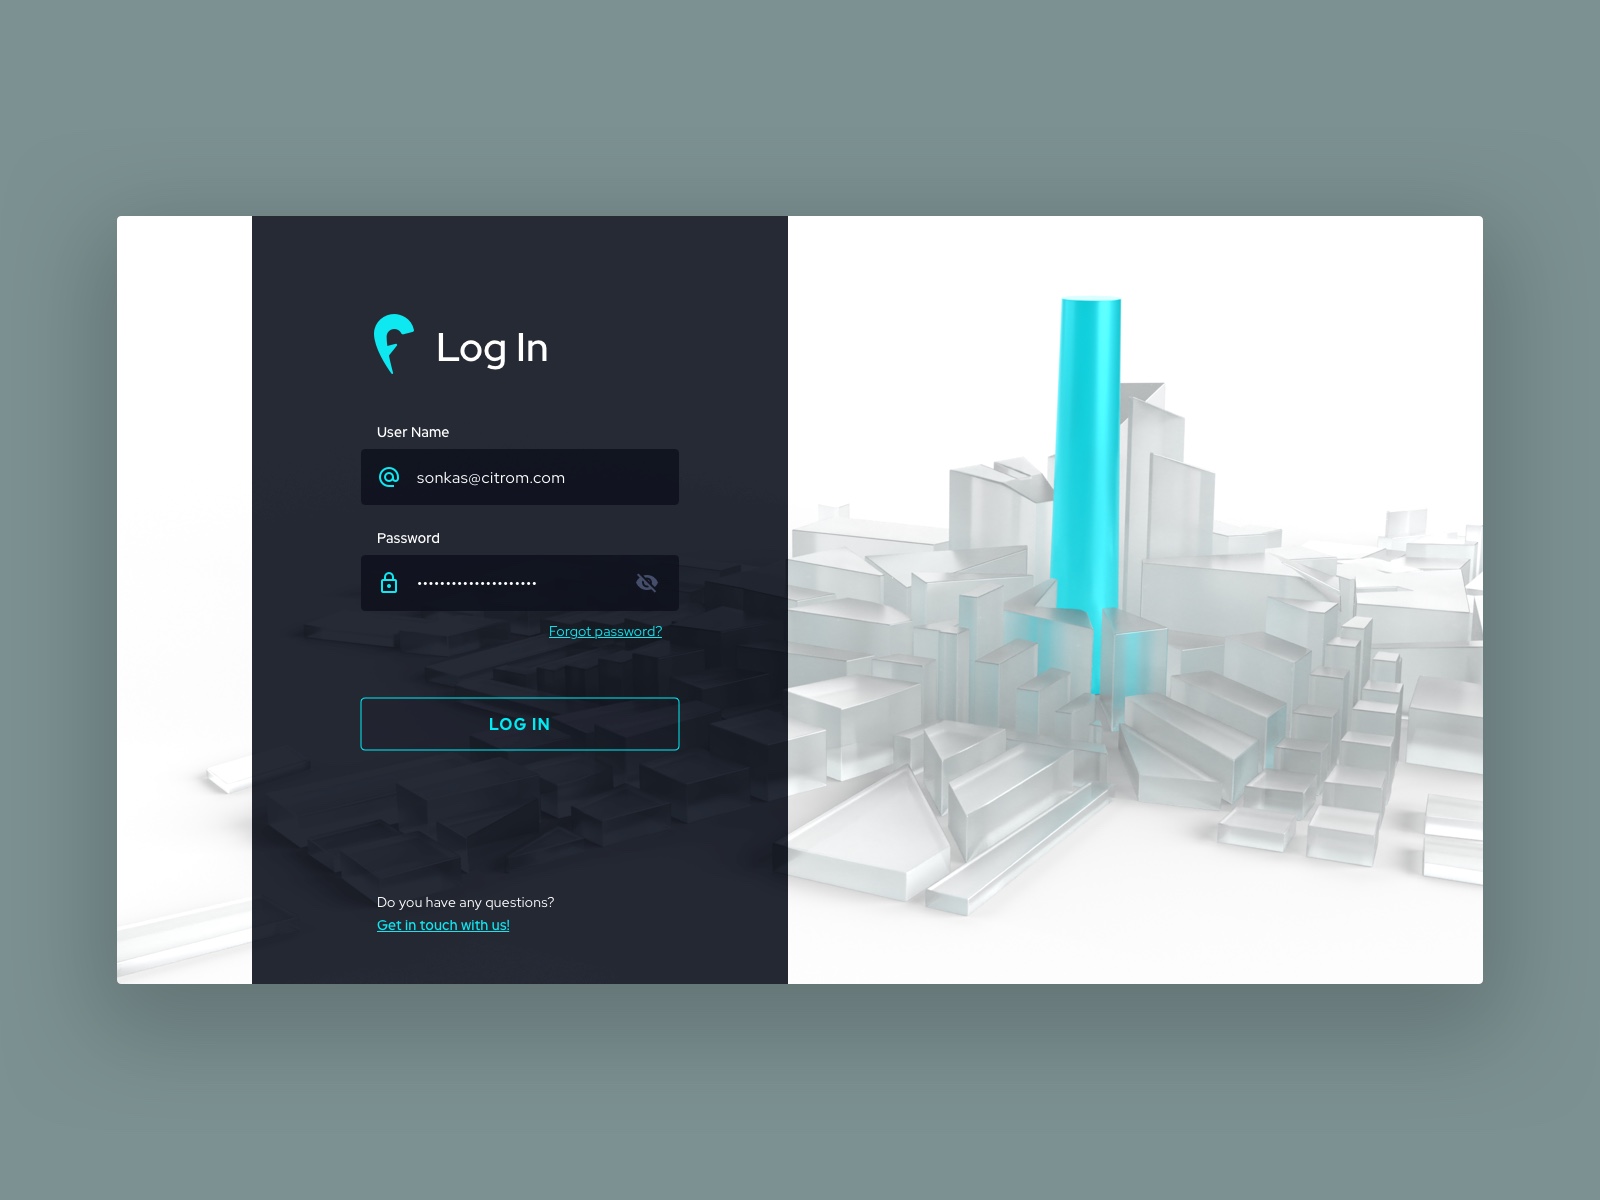 Log In
User Name
sonkas@citrom.com
Password
•••••••••••••••••••••
Forgot password?
LOG IN
Do you have any questions?
Get in touch with us!